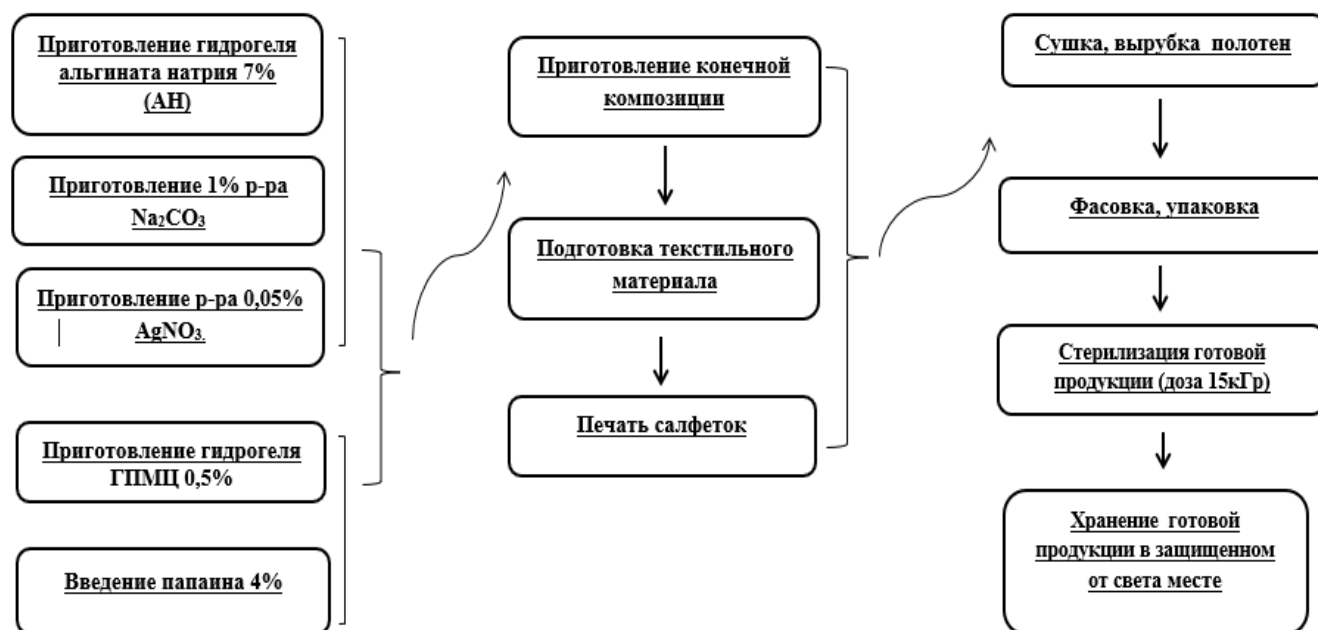 Приготовление гидрогеля
альгината натрия 7%
(АН)
Приготовление 1% р-ра
Na₂CO₃
Приготовление р-ра 0,05%
AgNO₃.
Приготовление гидрогеля
ГПМЦ 0,5%
Введение папаина 4%
Приготовление конечной
композиции
Подготовка текстильного
материала
Печать салфеток
Сушка, вырубка полотен
Фасовка, упаковка
Стерилизация готовой
продукции (доза 15кГр)
Хранение готовой
продукции в защищенном
от света месте